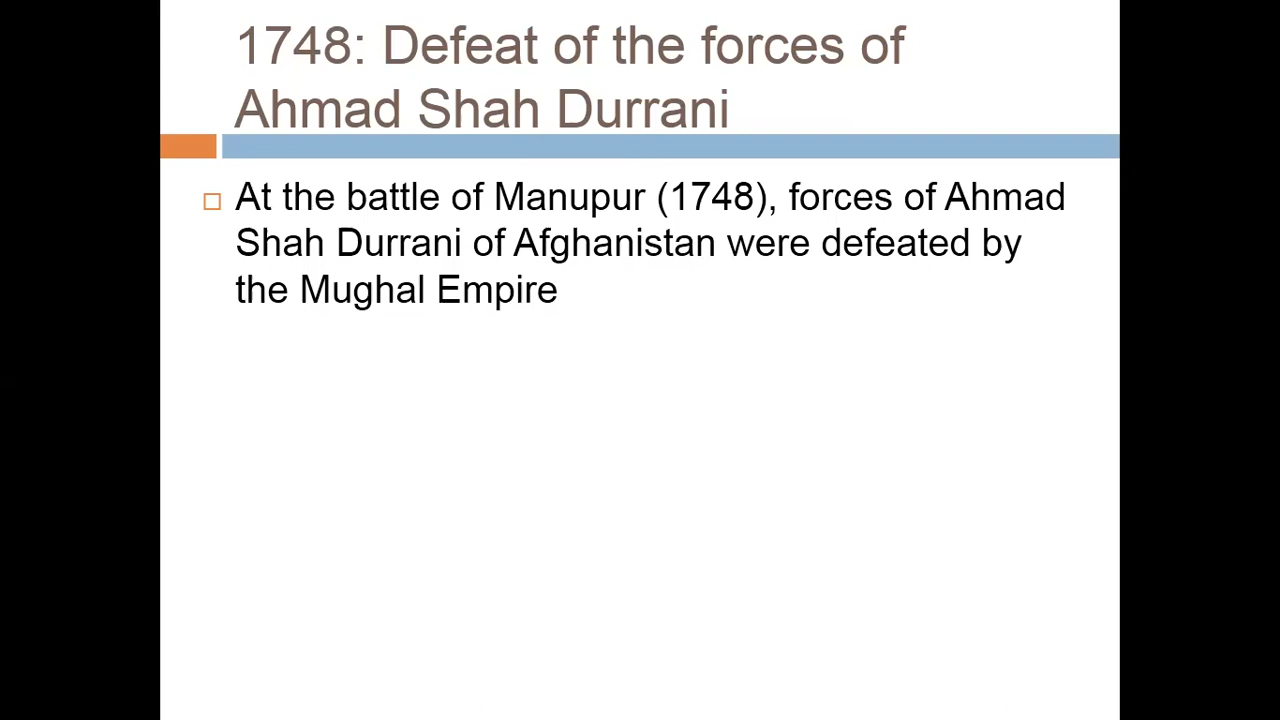 1748: Defeat of the forces of
Ahmad Shah Durrani
At the battle of Manupur (1748), forces of Ahmad
Shah Durrani of Afghanistan were defeated by
the Mughal Empire